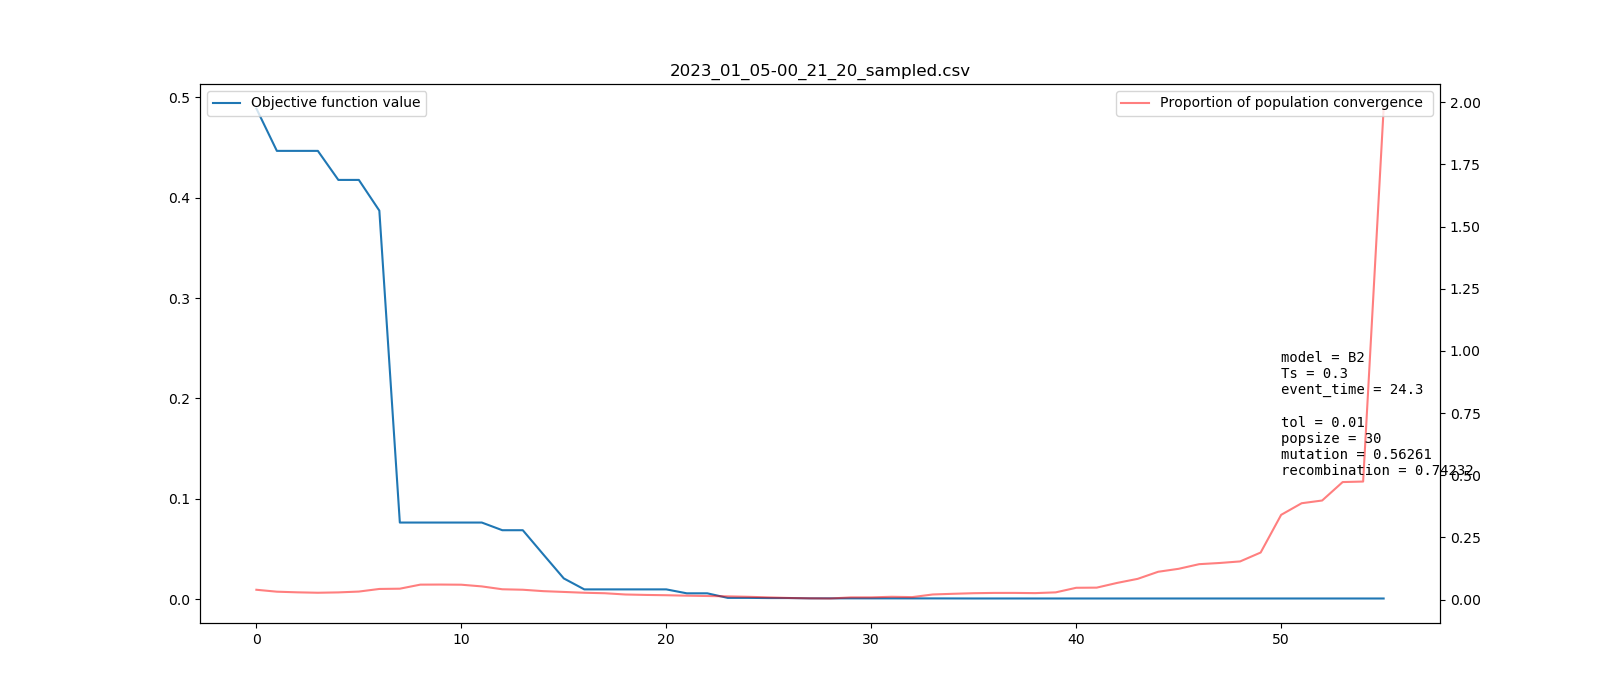 2023_01_05-00_21_20_sampled.csv
Objective function value
Proportion of population convergence
0.5
0.4
0.3
0.2
0.1
0.0
2.00
1.75
1.50
1.25
1.00
0.75
0.50
0.25
0.00
model = B2
Ts = 0.3
event_time = 24.3
tol = 0.01
popsize = 30
mutation = 0.56261
recombination = 0.74232
0
10
20
30
40
50